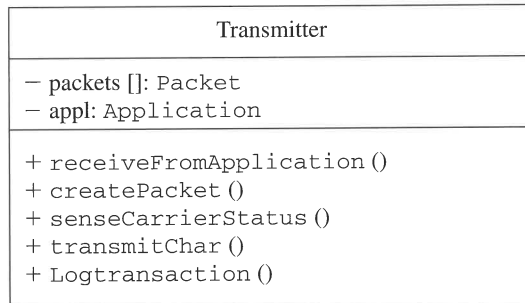 Transmitter
– packets []: Packet
– appl: Application
+ receiveFromApplication ()
+ createPacket ()
+ senseCarrierStatus ()
+ transmitChar ()
+ Logtransaction ()